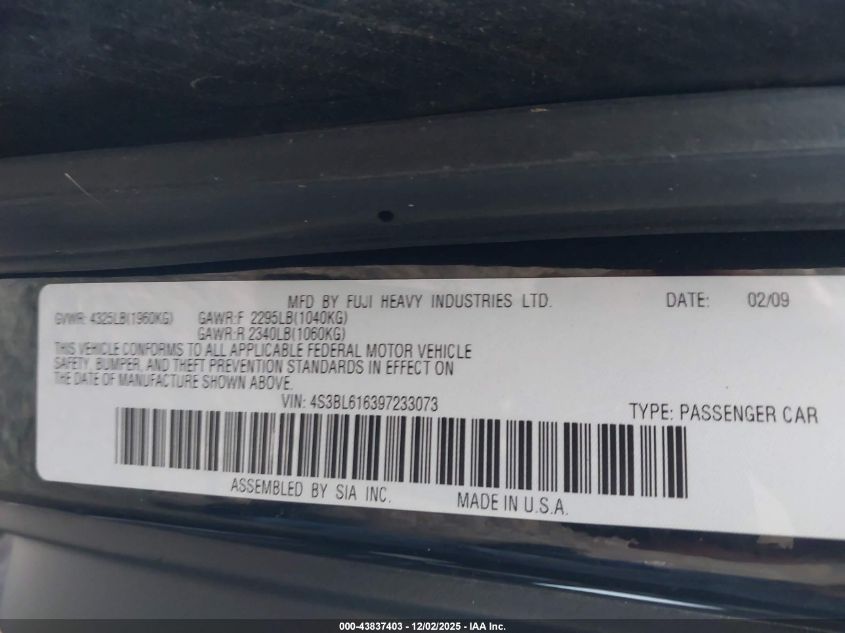 MFD BY FUJI HEAVY INDUSTRIES LTD. DATE: 02/09
GVWR: 4325LB(1960KG) GAWR:F 2295LB(1040KG)
GAWR:R 2340LB(1060KG)
THIS VEHICLE CONFORMS TO ALL APPLICABLE FEDERAL MOTOR VEHICLE
SAFETY, BUMPER, AND THEFT PREVENTION STANDARDS IN EFFECT ON
THE DATE OF MANUFACTURE SHOWN ABOVE.
VIN: 4S3BL616397233073 TYPE: PASSENGER CAR
ASSEMBLED BY SIA INC. MADE IN U.S.A.
000-43837403 - 12/02/2025 - IAA Inc.